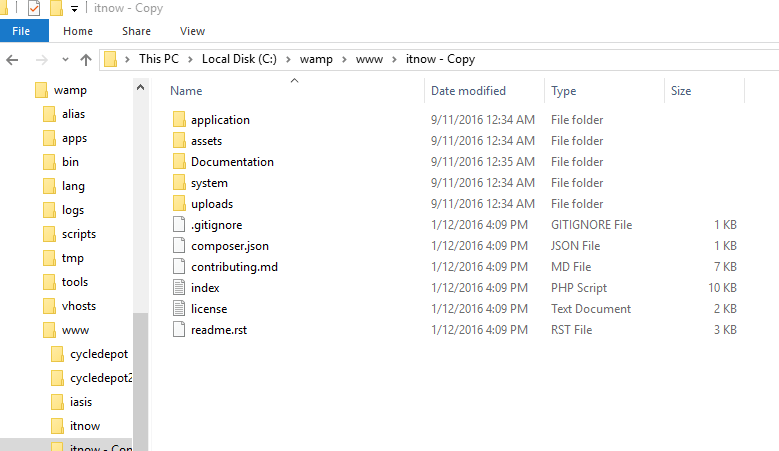 itnow - Copy
File Home Share View
This PC > Local Disk (C:) > wamp > www > itnow - Copy
wamp
alias
apps
bin
lang
logs
scripts
tmp
tools
vhosts
www
cycledepot
cycledepot2
iasis
itnow
itnow - Cop
Name Date modified Type Size
application 9/11/2016 12:34 AM File folder
assets 9/11/2016 12:34 AM File folder
Documentation 9/11/2016 12:35 AM File folder
system 9/11/2016 12:34 AM File folder
uploads 9/11/2016 12:34 AM File folder
.gitignore 1/12/2016 4:09 PM GITIGNORE File 1 KB
composer.json 1/12/2016 4:09 PM JSON File 1 KB
contributing.md 1/12/2016 4:09 PM MD File 7 KB
index 1/12/2016 4:09 PM PHP Script 10 KB
license 1/12/2016 4:09 PM Text Document 2 KB
readme.rst 1/12/2016 4:09 PM RST File 3 KB